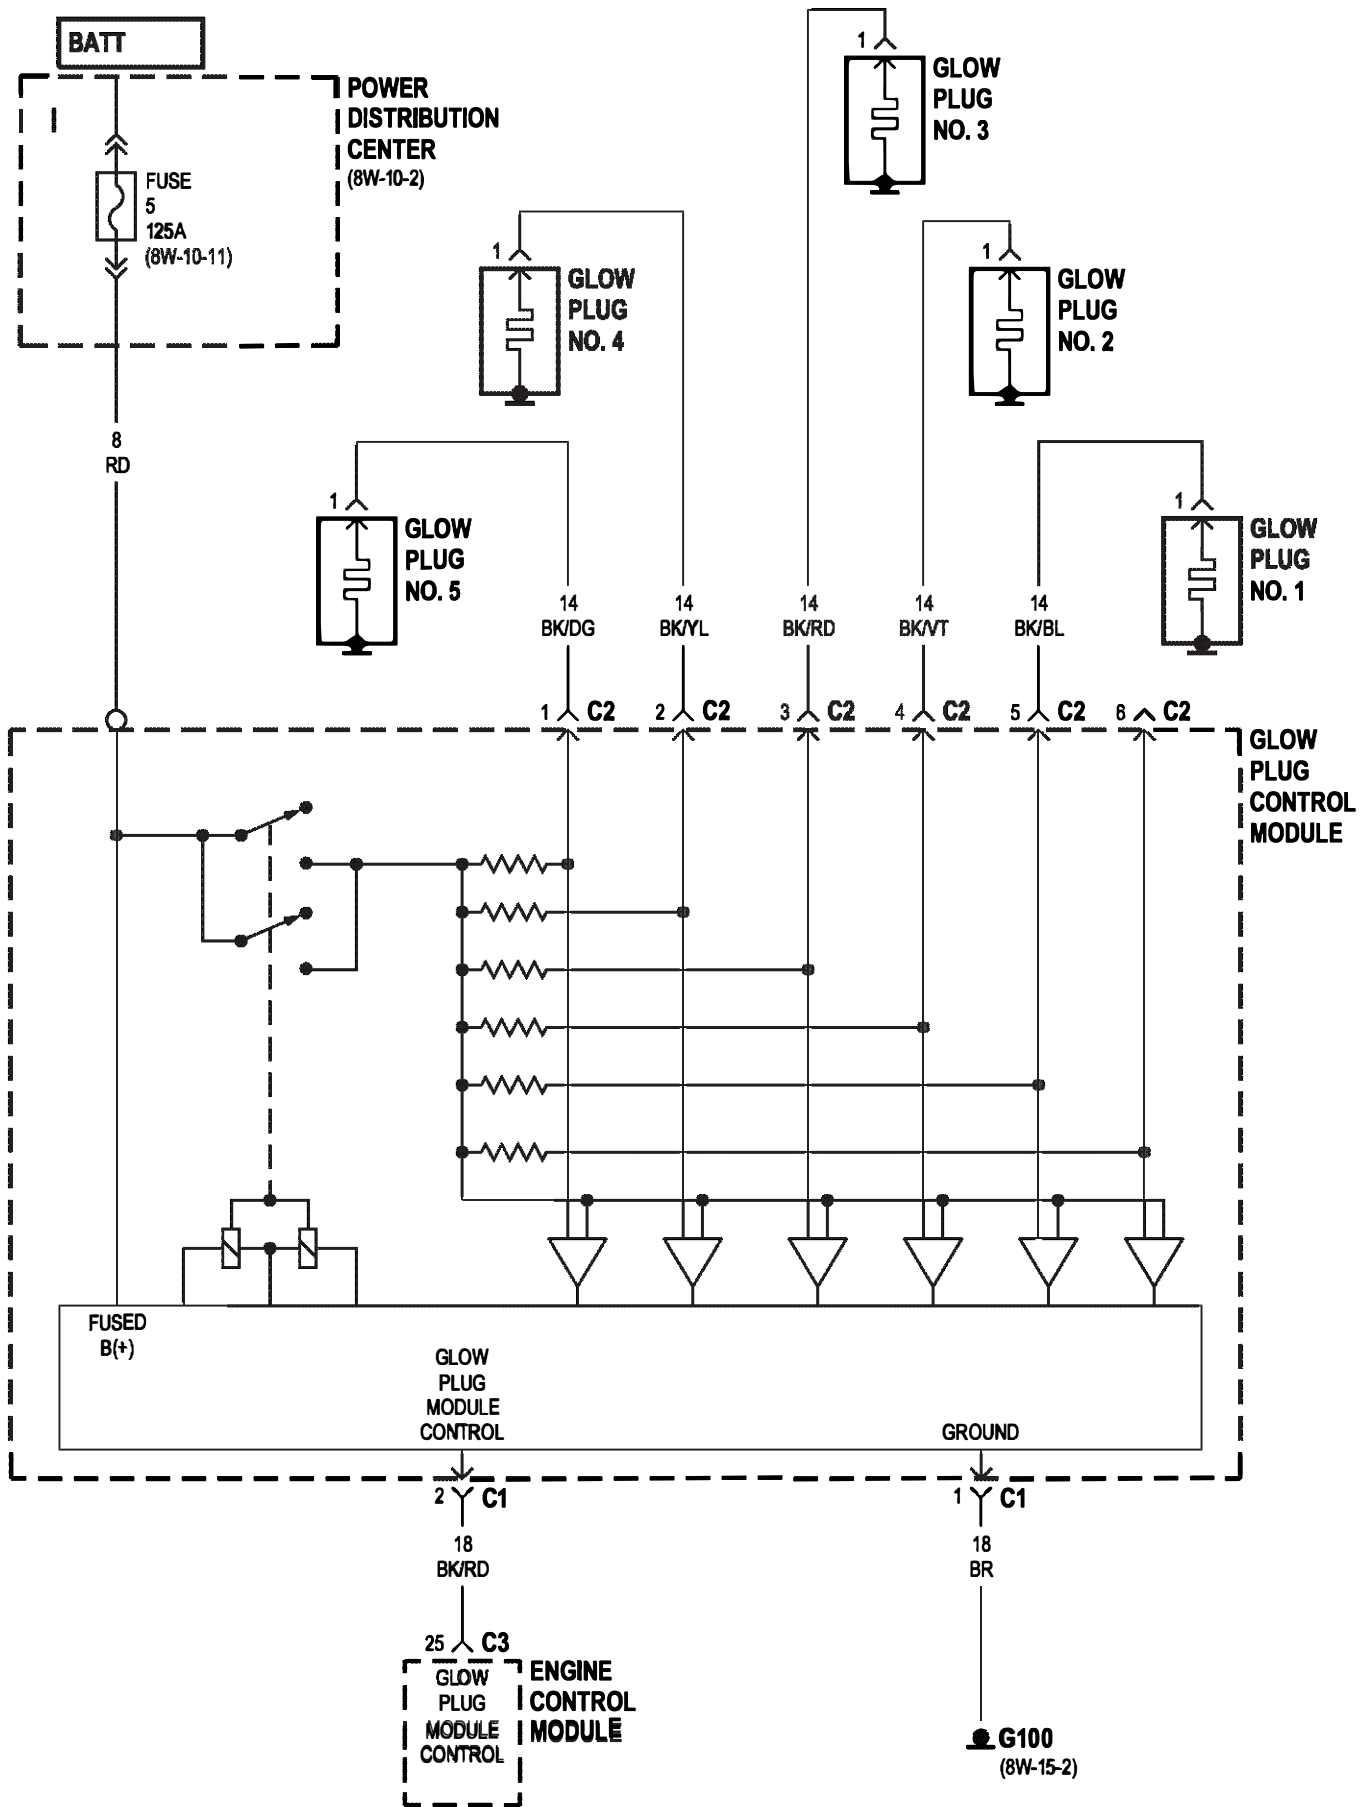 BATT
POWER
DISTRIBUTION
CENTER
(8W-10-2)
FUSE
5
125A
(8W-10-11)
8
RD
1
GLOW
PLUG
NO. 3
1
GLOW
PLUG
NO. 4
1
GLOW
PLUG
NO. 2
1
GLOW
PLUG
NO. 5
1
GLOW
PLUG
NO. 1
14
BK/DG
14
BK/YL
14
BK/RD
14
BK/VT
14
BK/BL
1 C2
2 C2
3 C2
4 C2
5 C2
6 C2
GLOW
PLUG
CONTROL
MODULE
FUSED
B(+)
GLOW
PLUG
MODULE
CONTROL
GROUND
2 C1
1 C1
18
BK/RD
18
BR
25 C3
GLOW
PLUG
MODULE
CONTROL
ENGINE
CONTROL
MODULE
G100
(8W-15-2)